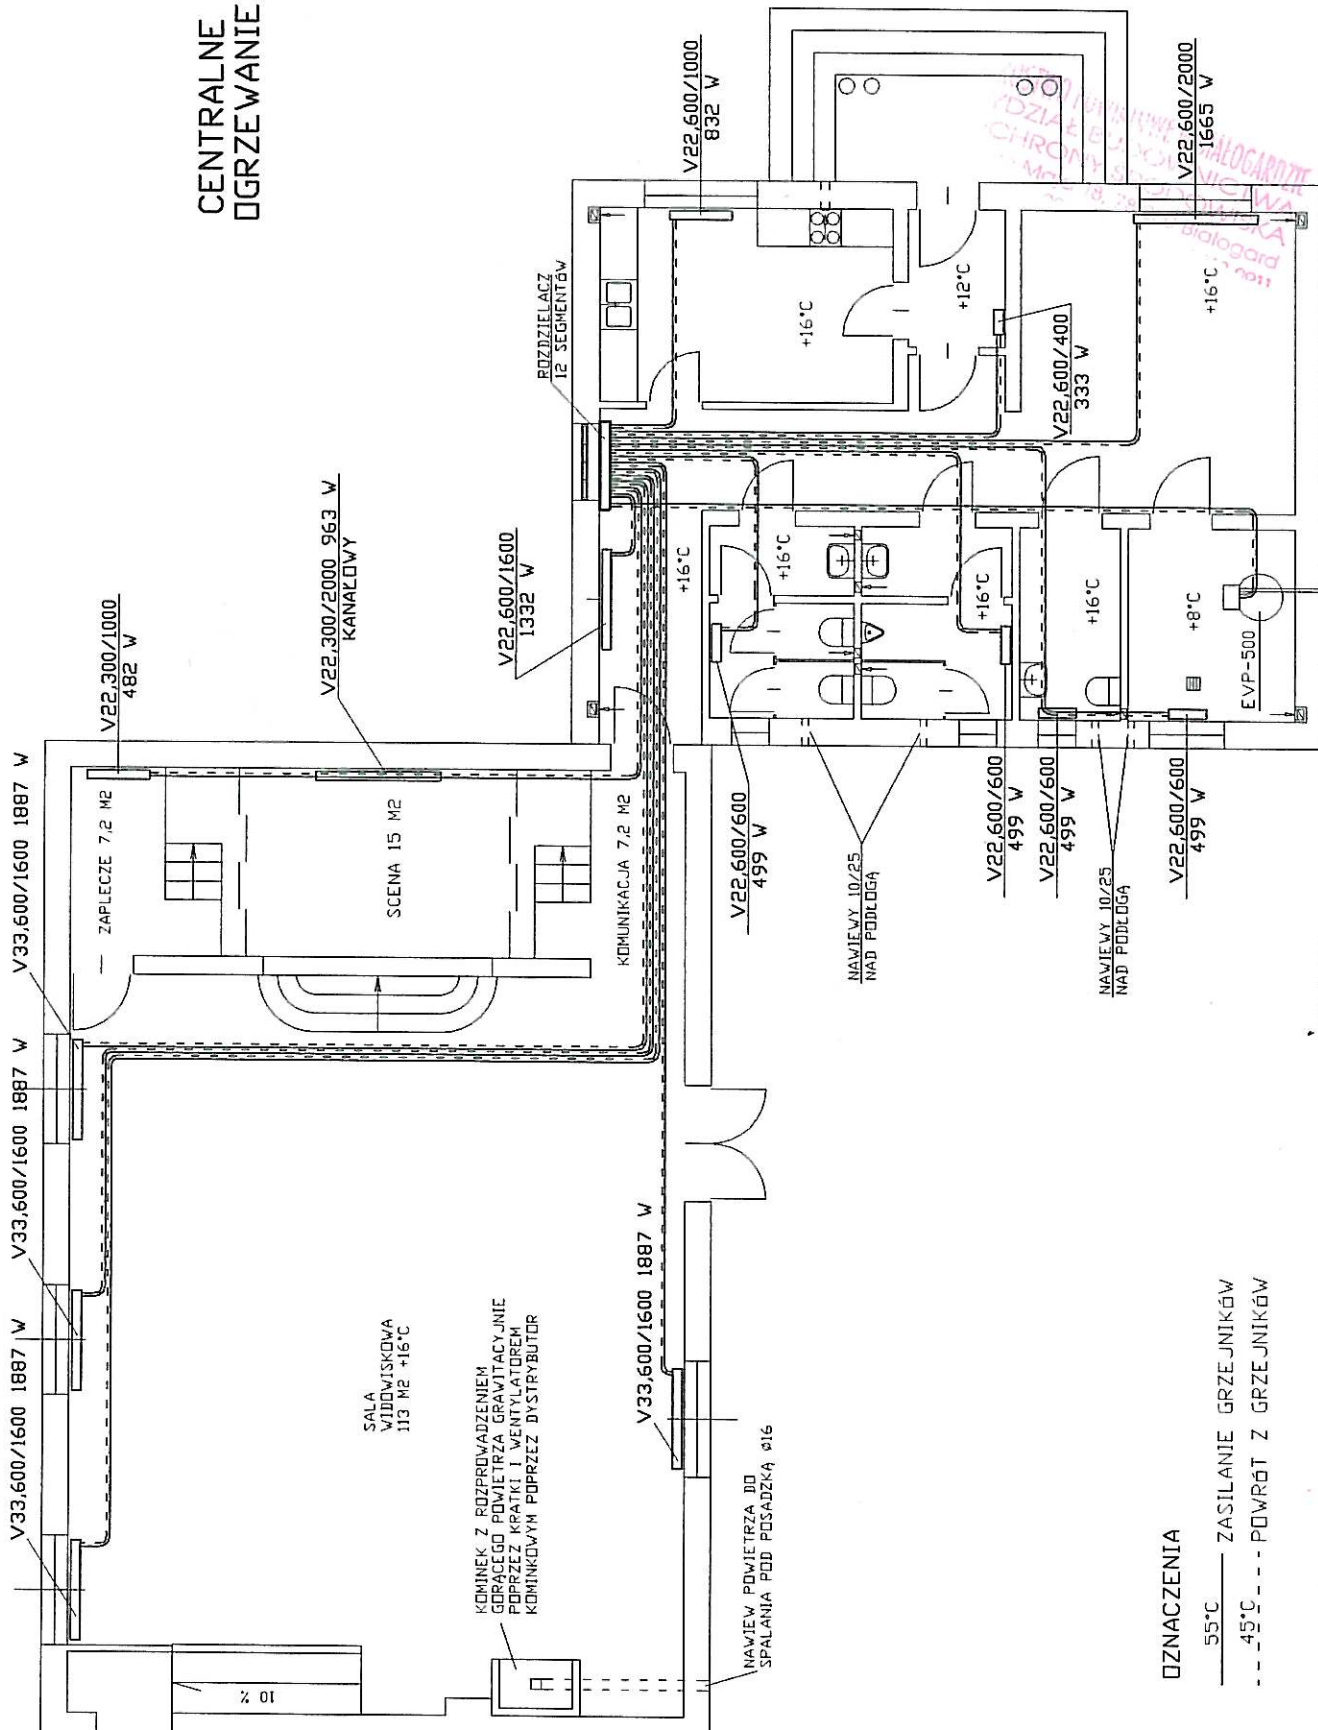 CENTRALNE
OGRZEWANIE
V33,600/1600 1887 W
V33,600/1600 1887 W
V33,600/1600 1887 W
V22,300/1000
482 W
V22,300/2000 963 W
KANAŁOWY
V22,600/1600
1332 W
ROZDZIELACZ
12 SEGMENTÓW
V22,600/1000
832 W
V22,600/2000
1665 W
ZAPLECZE 7,2 M2
SCENA 15 M2
KOMUNIKACJA 7,2 M2
+16°C
+12°C
+16°C
V22,600/400
333 W
+16°C
+16°C
+16°C
+16°C
+8°C
EVP-500
V22,600/600
499 W
NAWIEWY 10/25
NAD PODŁOGĄ
V22,600/600
499 W
V22,600/600
499 W
NAWIEWY 10/25
NAD PODŁOGĄ
V22,600/600
499 W
SALA
WIDOWISKOWA
113 M2 +16°C
KOMINEK Z ROZPROWADZENIEM
GORĄCEGO POWIETRZA GRAWITACYJNIE
POPRZEZ KRATKI I WENTYLATOREM
KOMINKOWYM POPRZEZ DYSTRYBUTOR
V33,600/1600 1887 W
NAWIEW POWIETRZA DO
SPALANIA POD POSADZKĄ ø16
10 %
OZNACZENIA
55°C ZASILANIE GRZEJNIKÓW
45°C POWRÓT Z GRZEJNIKÓW
Białogard